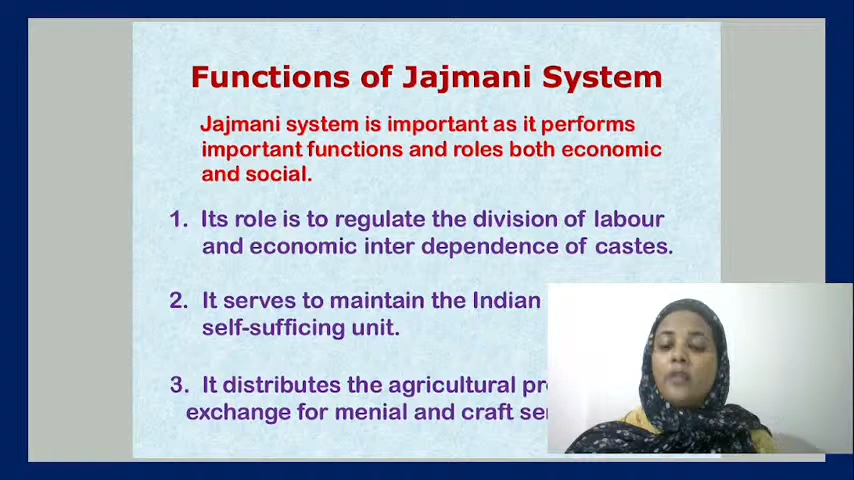 Functions of Jajmani System
Jajmani system is important as it performs
important functions and roles both economic
and social.
1. Its role is to regulate the division of labour
and economic inter dependence of castes.
2. It serves to maintain the Indian
self-sufficing unit.
3. It distributes the agricultural
exchange for menial and craft